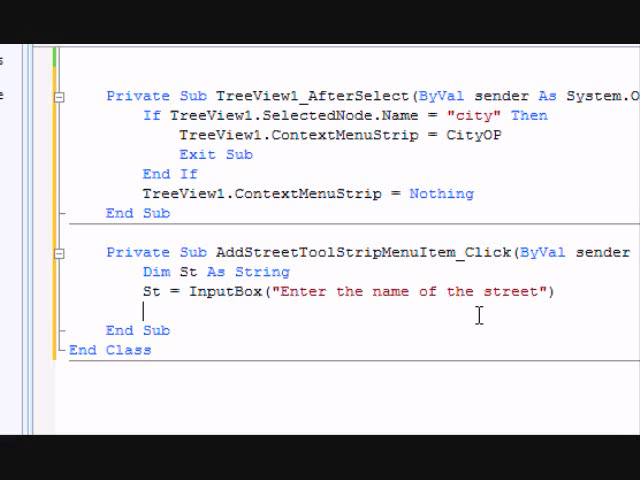 s
e
Private Sub TreeView1_AfterSelect(ByVal sender As System.O
If TreeView1.SelectedNode.Name = "city" Then
TreeView1.ContextMenuStrip = CityOP
Exit Sub
End If
TreeView1.ContextMenuStrip = Nothing
End Sub
Private Sub AddStreetToolStripMenuItem_Click(ByVal sender
Dim St As String
St = InputBox("Enter the name of the street")
End Sub
End Class